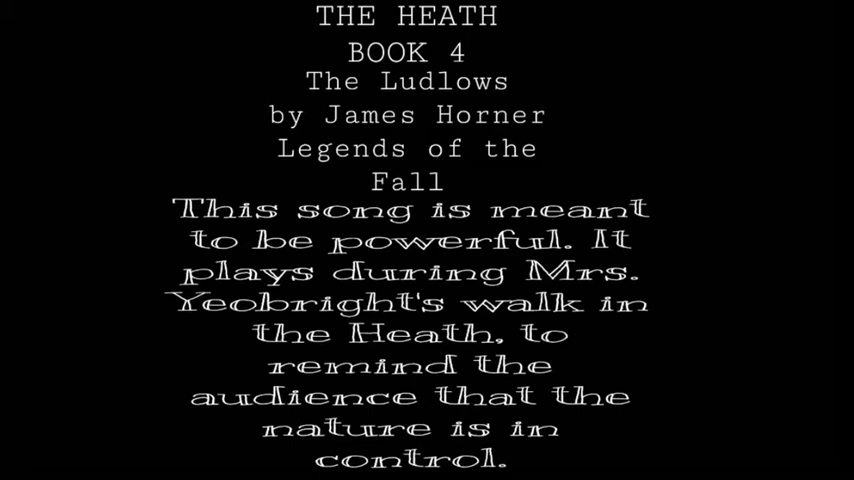 THE HEATH
BOOK 4
The Ludlows
by James Horner
Legends of the
Fall
This song is meant
to be powerful. It
plays during Mrs.
Yeobright's walk in
the Heath, to
remind the
audience that the
nature is in
control.